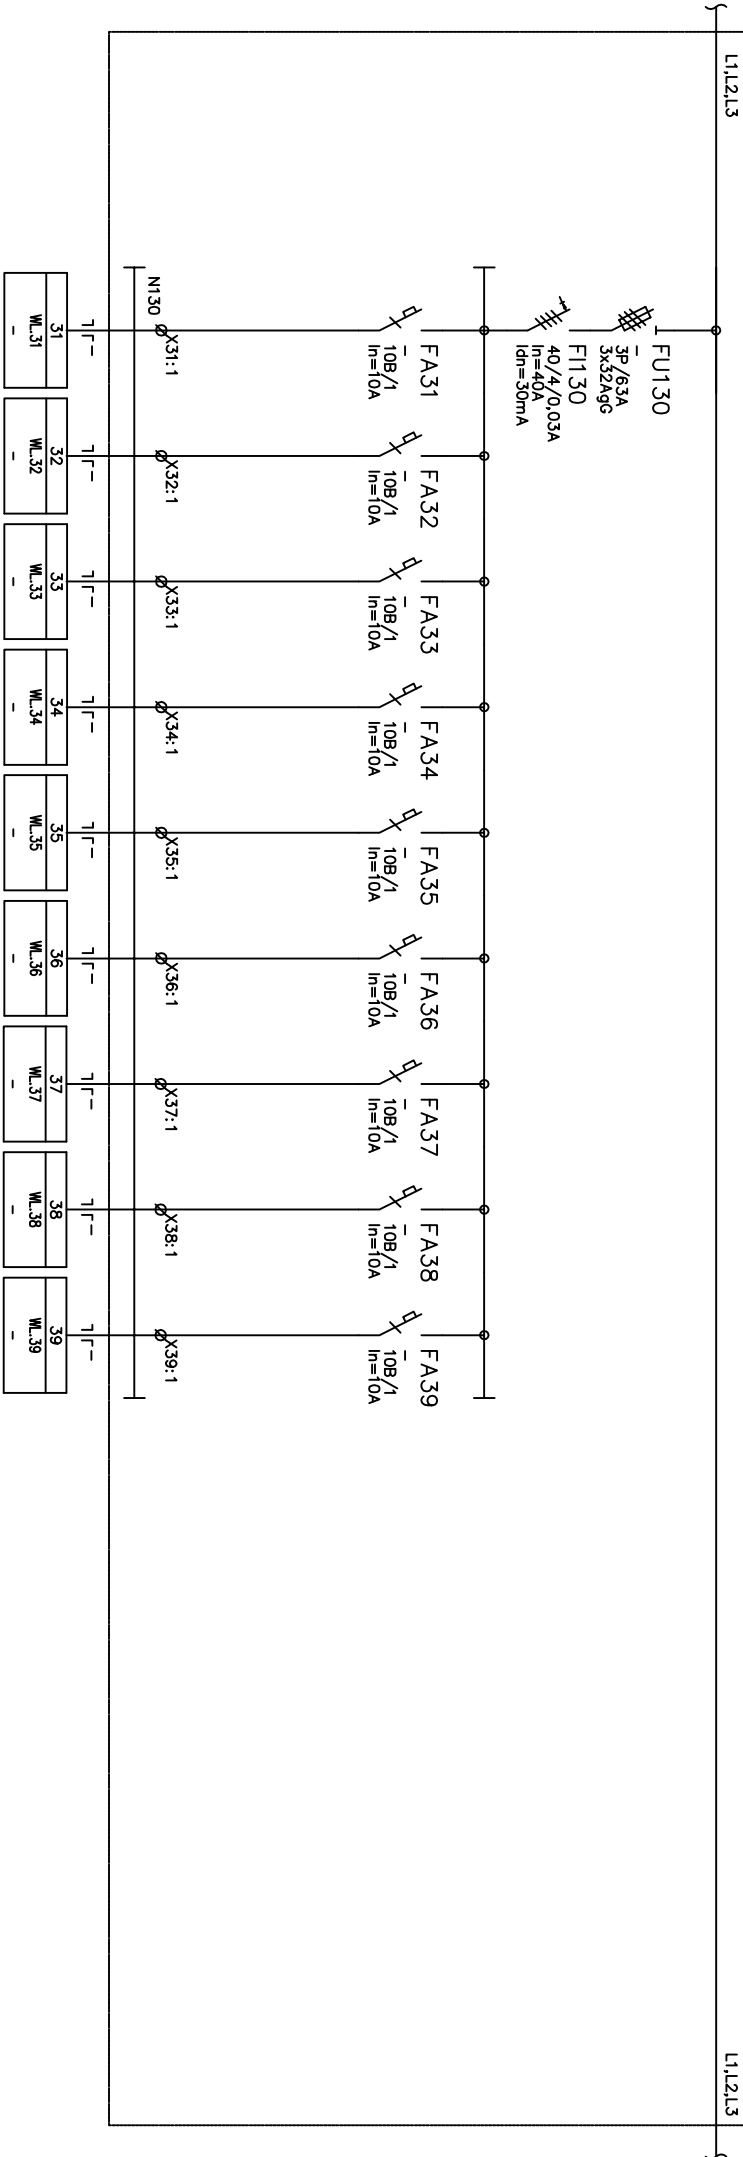 L1,L2,L3
L1,L2,L3
FU130
-
3P/63A
3x32AgG
FI130
40/4/0,03A
In=40A
Idn=30mA
FA31
-
10B/1
In=10A
FA32
-
10B/1
In=10A
FA33
-
10B/1
In=10A
FA34
-
10B/1
In=10A
FA35
-
10B/1
In=10A
FA36
-
10B/1
In=10A
FA37
-
10B/1
In=10A
FA38
-
10B/1
In=10A
FA39
-
10B/1
In=10A
X31:1
X32:1
X33:1
X34:1
X35:1
X36:1
X37:1
X38:1
X39:1
N130
31
WL.31
-
32
WL.32
-
33
WL.33
-
34
WL.34
-
35
WL.35
-
36
WL.36
-
37
WL.37
-
38
WL.38
-
39
WL.39
-